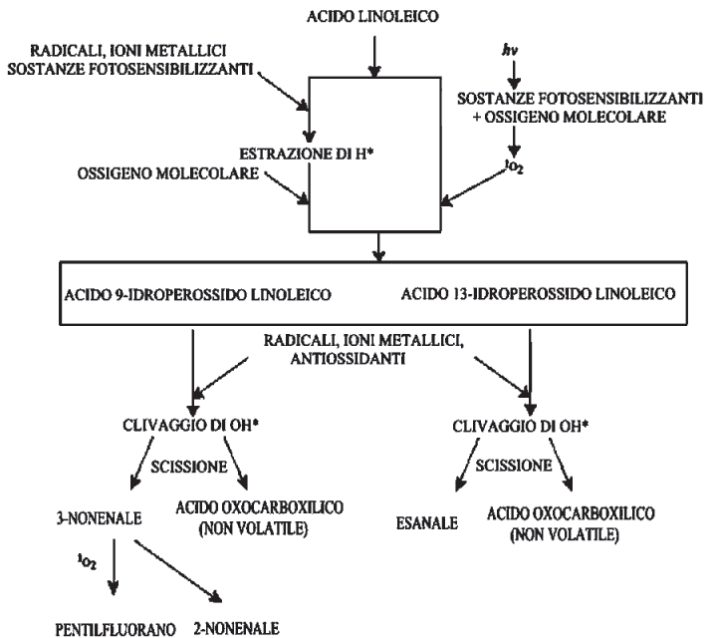 ACIDO LINOLEICO
RADICALI, IONI METALLICI
SOSTANZE FOTOSENSIBILIZZANTI
hν
SOSTANZE FOTOSENSIBILIZZANTI
+ OSSIGENO MOLECOLARE
ESTRAZIONE DI H*
OSSIGENO MOLECOLARE
¹O₂
ACIDO 9-IDROPEROSSIDO LINOLEICO
ACIDO 13-IDROPEROSSIDO LINOLEICO
RADICALI, IONI METALLICI,
ANTIOSSIDANTI
CLIVAGGIO DI OH*
CLIVAGGIO DI OH*
SCISSIONE
SCISSIONE
3-NONENALE
ACIDO OXOCARBOXILICO
(NON VOLATILE)
ESANALE
ACIDO OXOCARBOXILICO
(NON VOLATILE)
¹O₂
PENTILFLUORANO
2-NONENALE